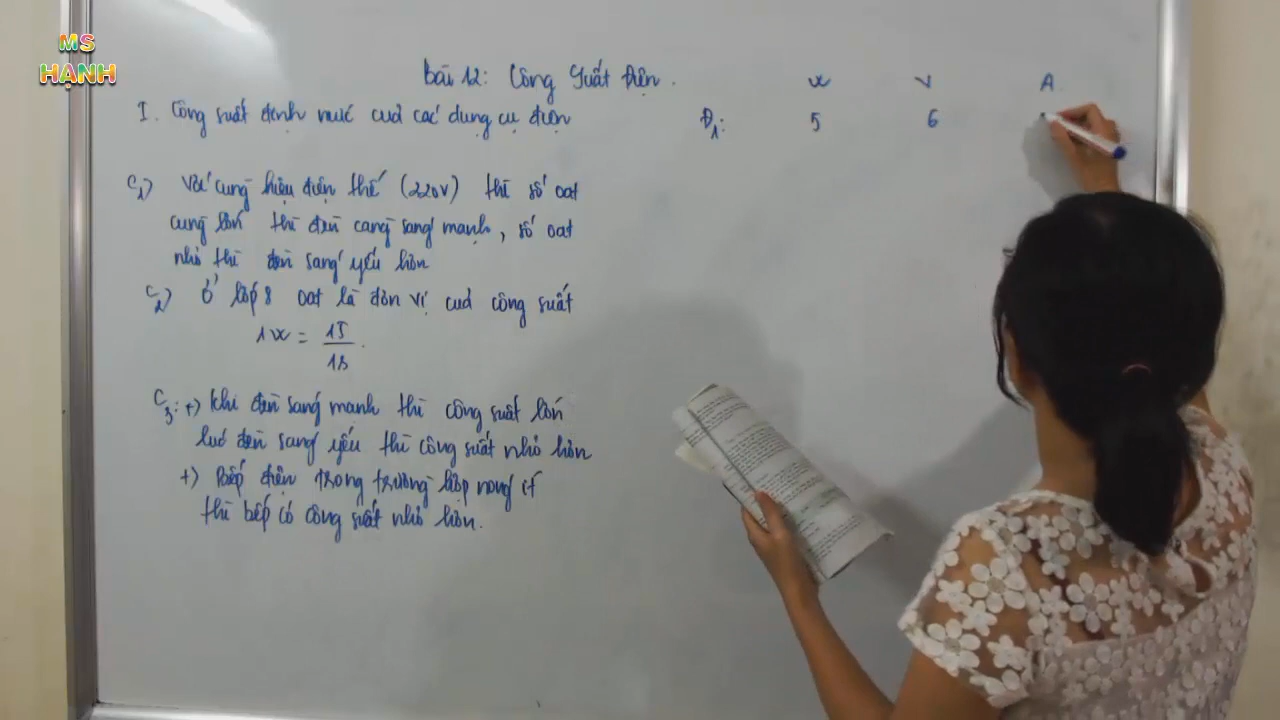 MS
HẠNH
Bài 12: Công suất điện.
I. Công suất định mức của các dụng cụ điện
C1) Với cùng hiệu điện thế (220V) thì số oat
càng lớn thì đèn càng sáng mạnh, số oat
nhỏ thì đèn sáng yếu hơn
C2) Ở lớp 8 oat là đơn vị của công suất
1W = 1J/1s.
C3: +) Khi đèn sáng mạnh thì công suất lớn
lúc đèn sáng yếu thì công suất nhỏ hơn
+) Bếp điện trong trường hợp nóng ít
thì bếp có công suất nhỏ hơn.
W V A
Đ1: 5 6